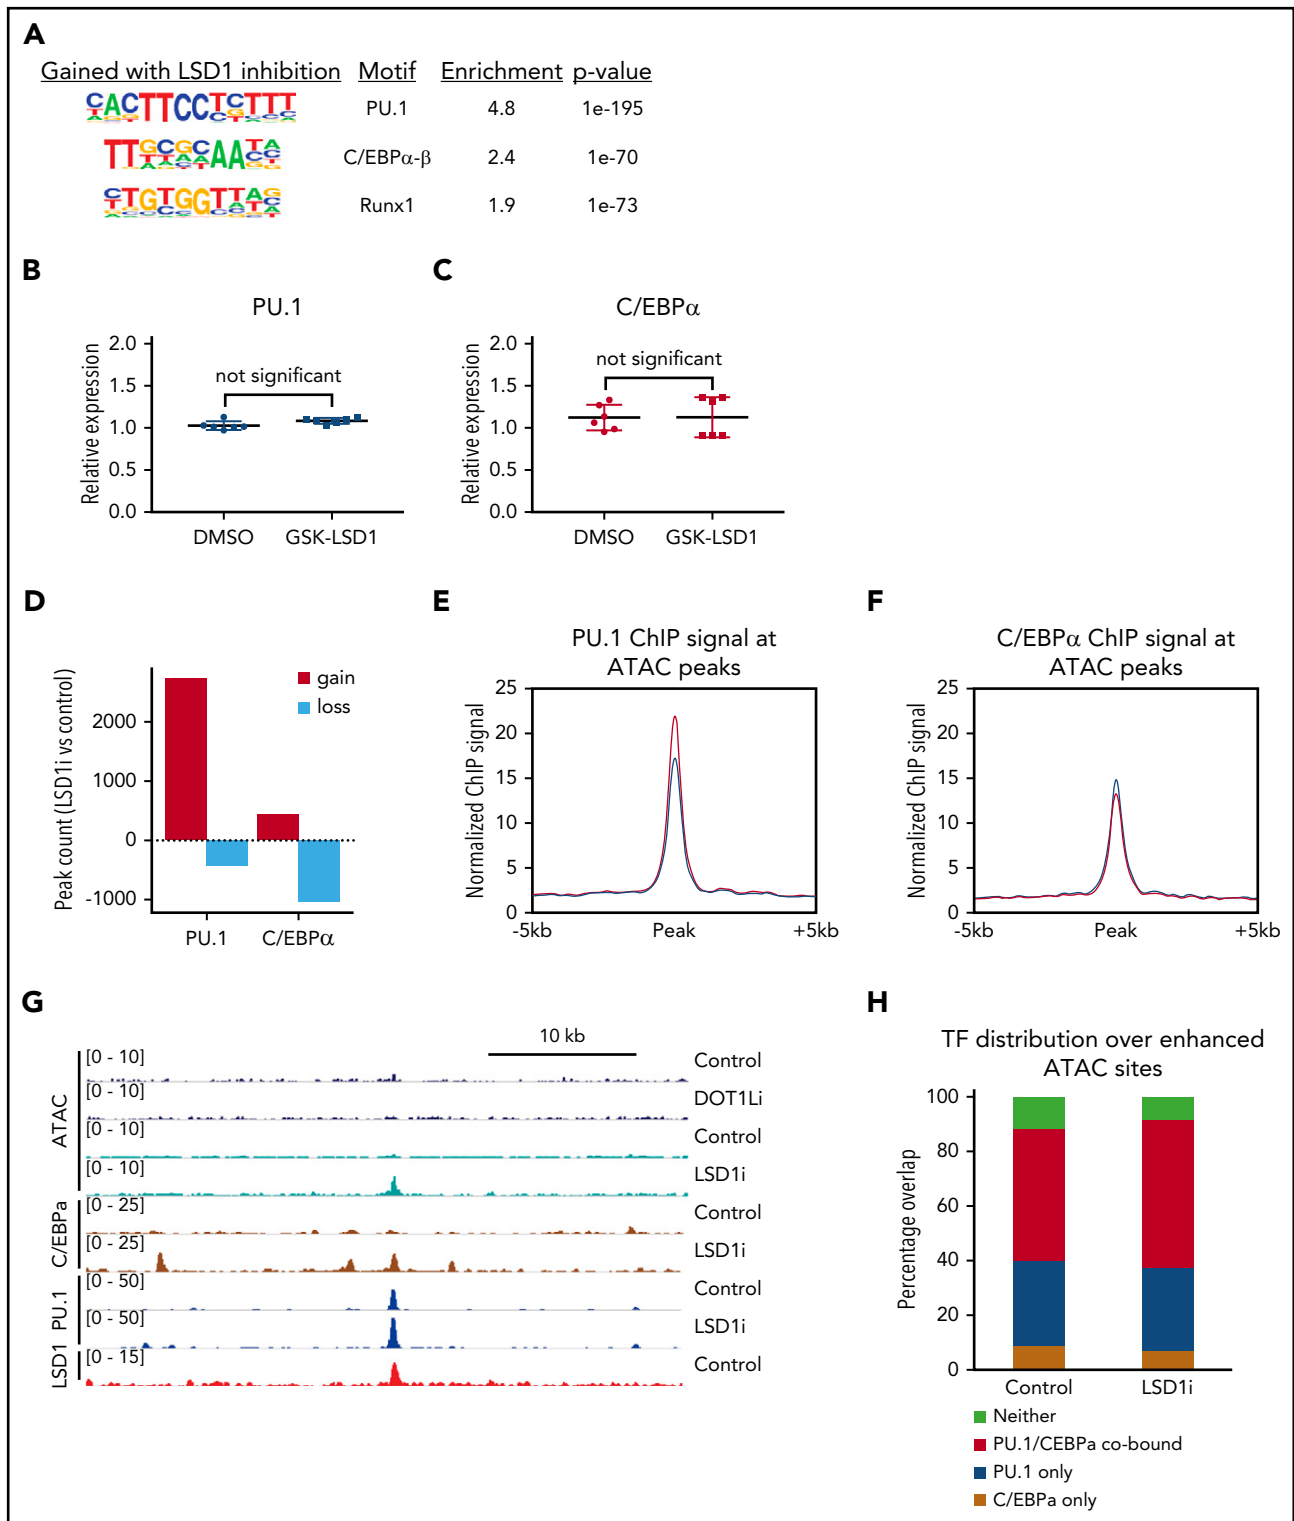 A
Gained with LSD1 inhibition Motif Enrichment p-value
CACTTCCTCTTT PU.1 4.8 1e-195
TTGCGCAATA C/EBPα-β 2.4 1e-70
CTGTGGTTAG Runx1 1.9 1e-73
B
PU.1
Relative expression
2.0
1.5
1.0
0.5
0.0
not significant
DMSO GSK-LSD1
C
C/EBPα
Relative expression
2.0
1.5
1.0
0.5
0.0
not significant
DMSO GSK-LSD1
D
Peak count (LSD1i vs control)
2000
1000
0
-1000
gain
loss
PU.1 C/EBPα
E
PU.1 ChIP signal at
ATAC peaks
Normalized ChIP signal
25
20
15
10
5
0
-5kb Peak +5kb
F
C/EBPα ChIP signal at
ATAC peaks
Normalized ChIP signal
25
20
15
10
5
0
-5kb Peak +5kb
G
10 kb
ATAC
[0 - 10] Control
[0 - 10] DOT1Li
[0 - 10] Control
[0 - 10] LSD1i
C/EBPa
[0 - 25] Control
[0 - 25] LSD1i
PU.1
[0 - 50] Control
[0 - 50] LSD1i
LSD1
[0 - 15] Control
H
TF distribution over enhanced
ATAC sites
Percentage overlap
100
80
60
40
20
0
Control LSD1i
Neither
PU.1/CEBPa co-bound
PU.1 only
C/EBPa only